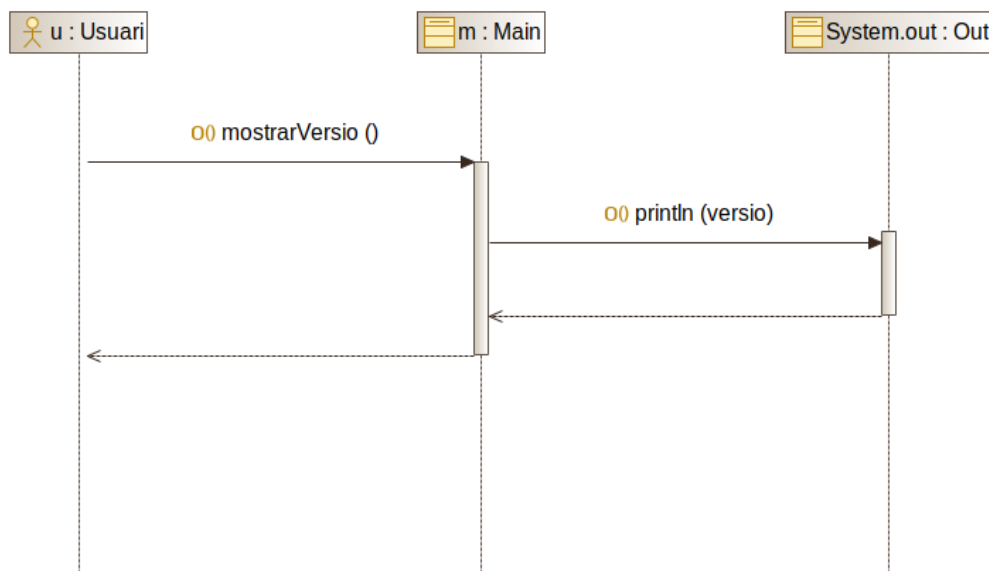 u : Usuari
m : Main
System.out : Out
O() mostrarVersio ()
O() println (versio)